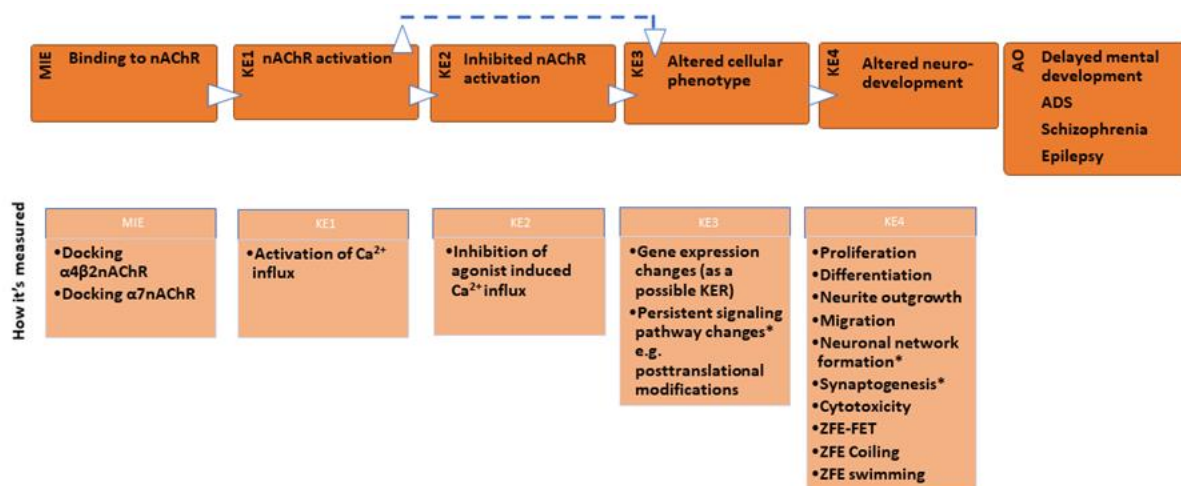 MIE
Binding to nAChR
KE1
nAChR activation
KE2
Inhibited nAChR
activation
KE3
Altered cellular
phenotype
KE4
Altered neuro-
development
AO
Delayed mental
development
ADS
Schizophrenia
Epilepsy
How it's measured
MIE
•Docking
α4β2nAChR
•Docking α7nAChR
KE1
•Activation of Ca²⁺
influx
KE2
•Inhibition of
agonist induced
Ca²⁺ influx
KE3
•Gene expression
changes (as a
possible KER)
•Persistent signaling
pathway changes*
e.g.
posttranslational
modifications
KE4
•Proliferation
•Differentiation
•Neurite outgrowth
•Migration
•Neuronal network
formation*
•Synaptogenesis*
•Cytotoxicity
•ZFE-FET
•ZFE Coiling
•ZFE swimming